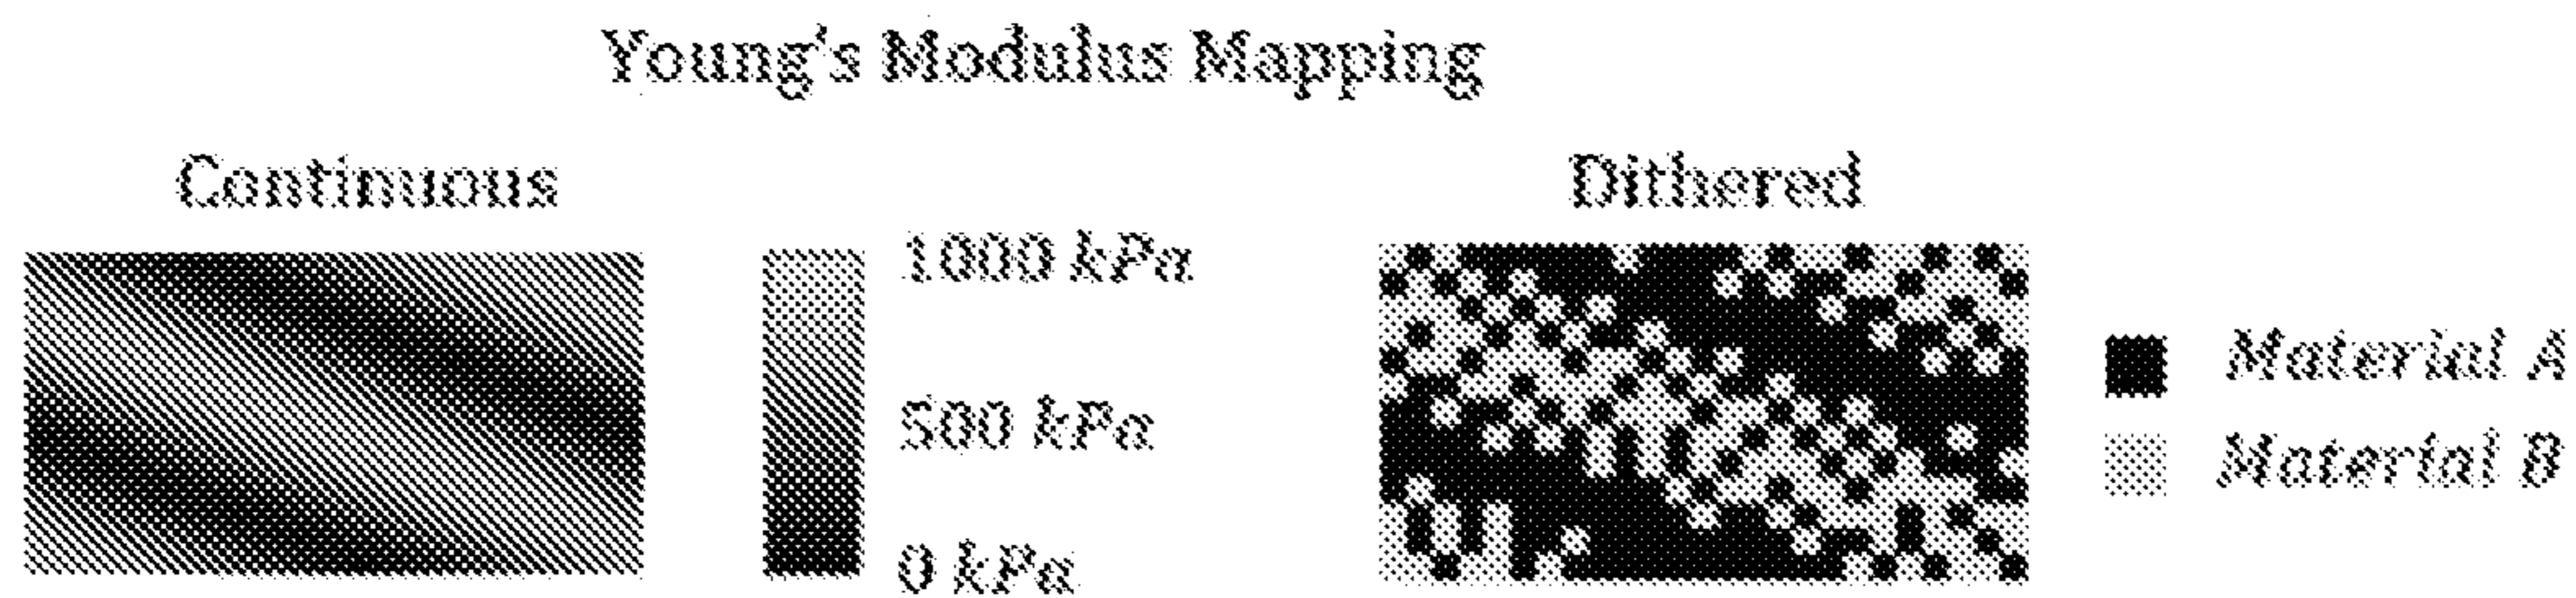 Young's Modulus Mapping
Continuous
Dithered
1000 kPa
500 kPa
0 kPa
Material A
Material B